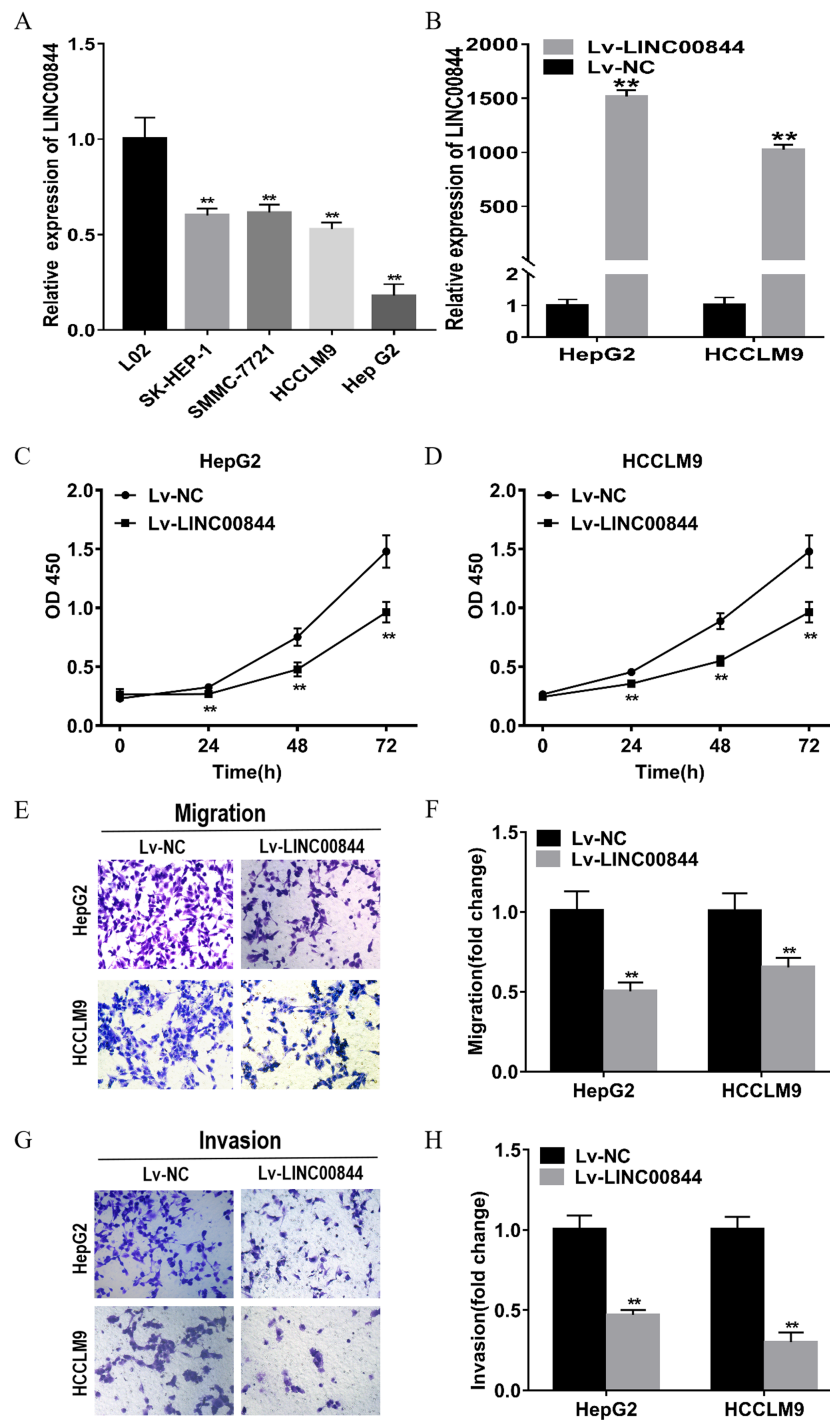 A
Relative expression of LINC00844
1.5
1.0
0.5
0.0
**
**
**
**
L02
SK-HEP-1
SMMC-7721
HCCLM9
Hep G2
B
Relative expression of LINC00844
Lv-LINC00844
Lv-NC
2000
1500
1000
500
2
1
0
**
**
HepG2
HCCLM9
C
HepG2
Lv-NC
Lv-LINC00844
OD 450
2.0
1.5
1.0
0.5
0.0
**
**
**
0
24
48
72
Time(h)
D
HCCLM9
Lv-NC
Lv-LINC00844
OD 450
2.0
1.5
1.0
0.5
0.0
**
**
**
0
24
48
72
Time(h)
E
Migration
Lv-NC
Lv-LINC00844
HepG2
HCCLM9
F
Migration(fold change)
1.5
1.0
0.5
0.0
Lv-NC
Lv-LINC00844
**
**
HepG2
HCCLM9
G
Invasion
Lv-NC
Lv-LINC00844
HepG2
HCCLM9
H
Invasion(fold change)
1.5
1.0
0.5
0.0
Lv-NC
Lv-LINC00844
**
**
HepG2
HCCLM9